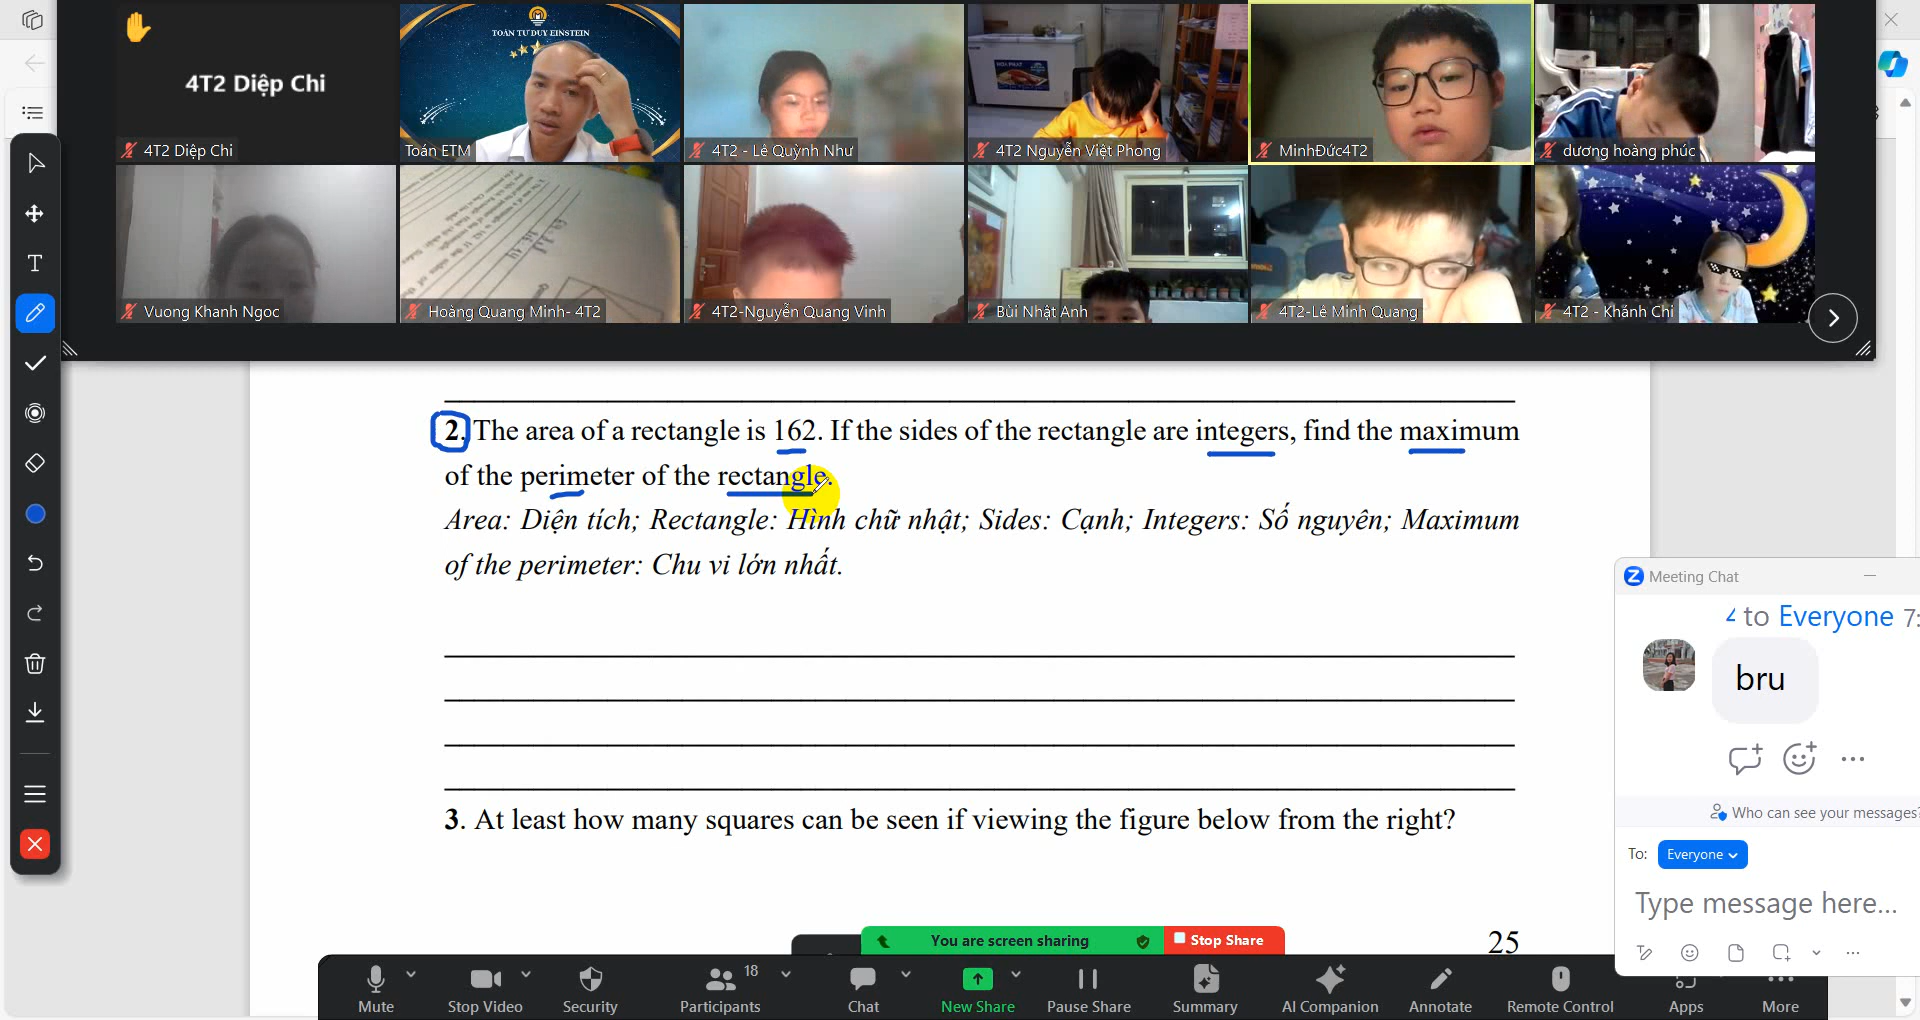 4T2 Diệp Chi
4T2 Diệp Chi
TOÁN TƯ DUY EINSTEIN
Toán ETM
4T2 - Lê Quỳnh Như
4T2 Nguyễn Việt Phong
MinhĐức4T2
dương hoàng phúc
Vuong Khanh Ngoc
Hoàng Quang Minh- 4T2
4T2-Nguyễn Quang Vinh
Bùi Nhật Anh
4T2-Lê Minh Quang
4T2 - Khánh Chi
2. The area of a rectangle is 162. If the sides of the rectangle are integers, find the maximum
of the perimeter of the rectangle.
Area: Diện tích; Rectangle: Hình chữ nhật; Sides: Cạnh; Integers: Số nguyên; Maximum
of the perimeter: Chu vi lớn nhất.
3. At least how many squares can be seen if viewing the figure below from the right?
25
Meeting Chat
to Everyone 7:
bru
Who can see your messages?
To: Everyone
Type message here...
You are screen sharing
Stop Share
Mute
Stop Video
Security
Participants 18
Chat
New Share
Pause Share
Summary
AI Companion
Annotate
Remote Control
Apps
More